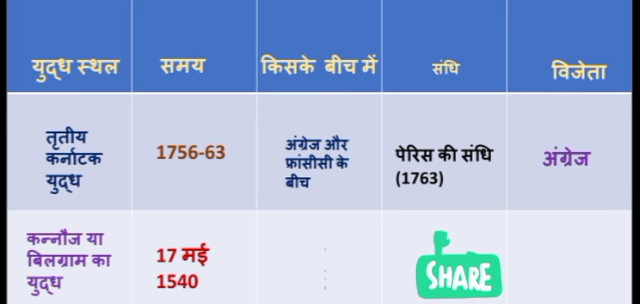 युद्ध स्थल समय किसके बीच में संधि विजेता
तृतीय
कर्नाटक
युद्ध
1756-63
अंग्रेज और
फ्रांसीसी के
बीच
पेरिस की संधि
(1763)
अंग्रेज
कन्नौज या
बिलग्राम का
युद्ध
17 मई
1540
SHARE